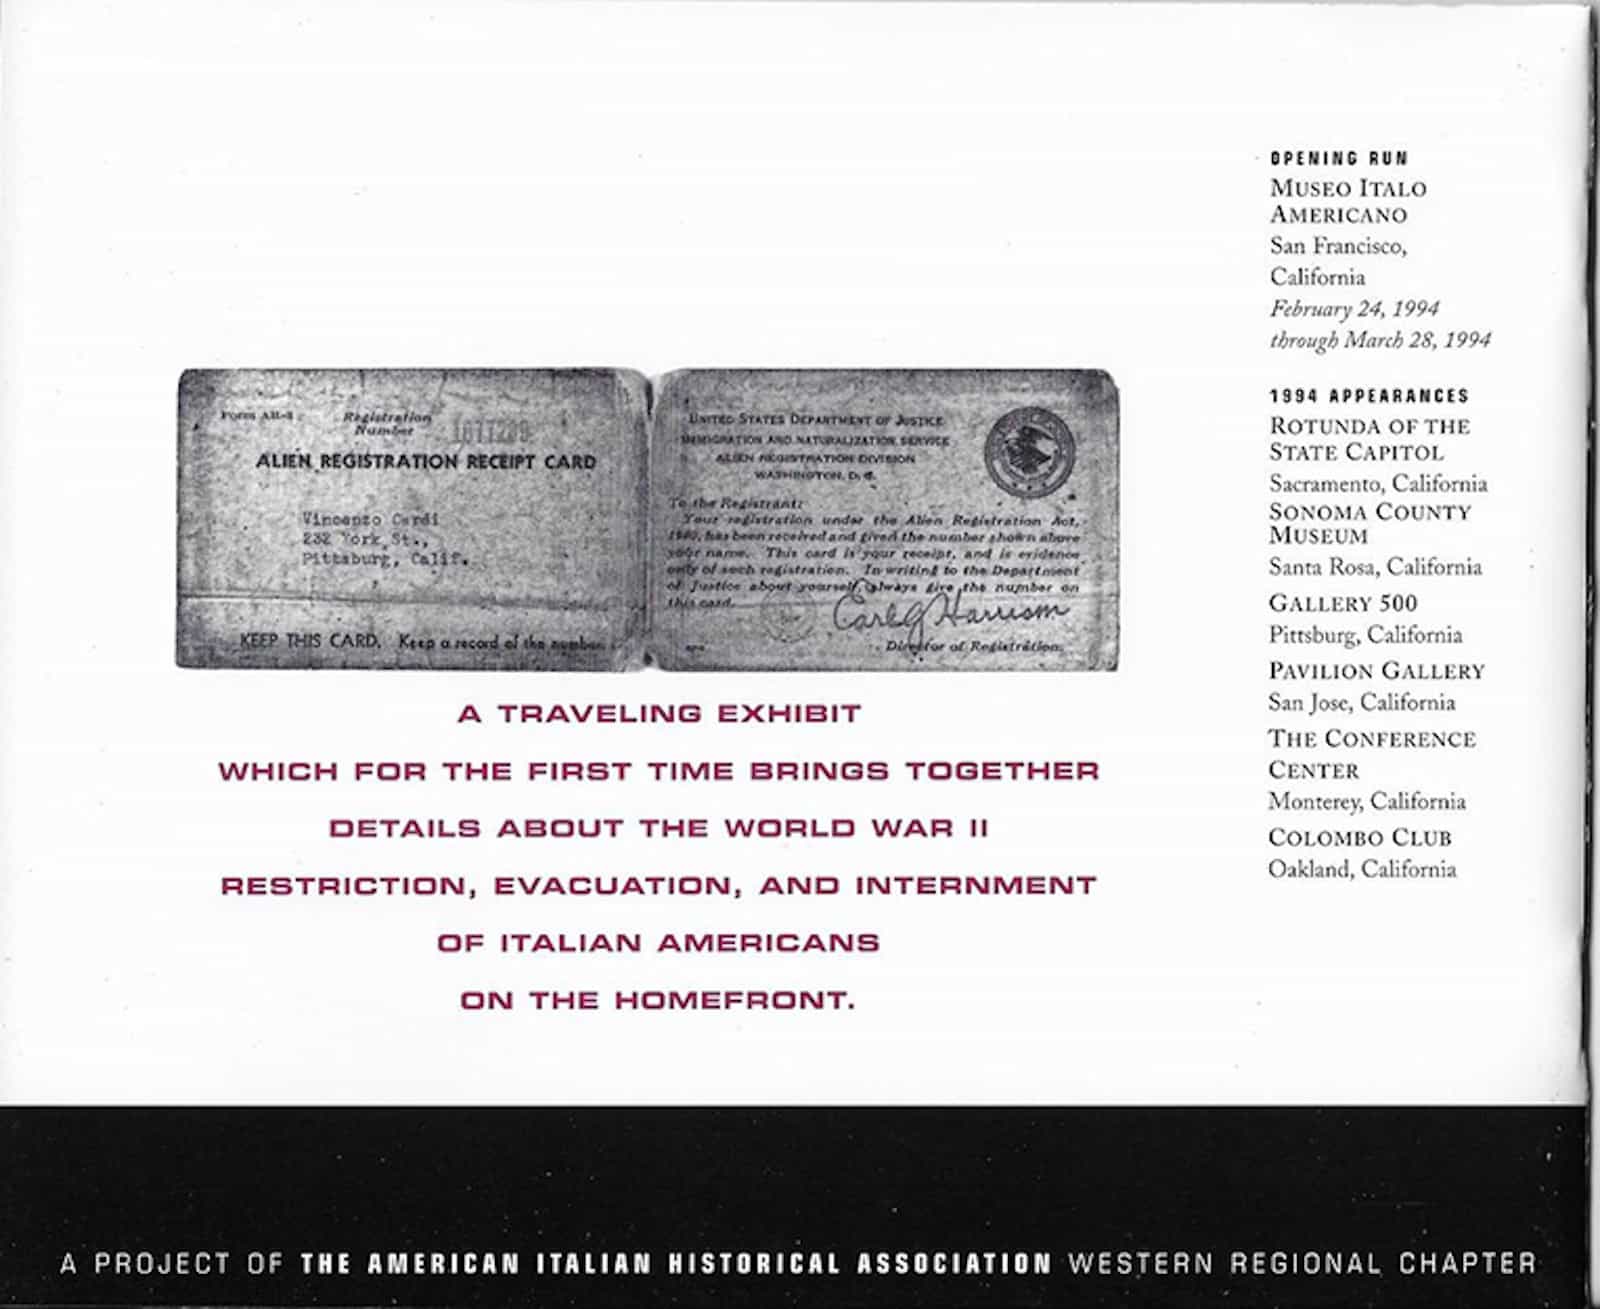 OPENING RUN
MUSEO ITALO
AMERICANO
San Francisco,
California
February 24, 1994
through March 28, 1994
1994 APPEARANCES
ROTUNDA OF THE
STATE CAPITOL
Sacramento, California
SONOMA COUNTY
MUSEUM
Santa Rosa, California
GALLERY 500
Pittsburg, California
PAVILION GALLERY
San Jose, California
THE CONFERENCE
CENTER
Monterey, California
COLOMBO CLUB
Oakland, California
Form AR-3
Registration
Number
ALIEN REGISTRATION RECEIPT CARD
Vincenzo Cardi
232 York St.,
Pittsburg, Calif.
KEEP THIS CARD. Keep a record of the number.
UNITED STATES DEPARTMENT OF JUSTICE
IMMIGRATION AND NATURALIZATION SERVICE
ALIEN REGISTRATION DIVISION
WASHINGTON, D. C.
To the Registrant:
Your registration under the Alien Registration Act,
1940, has been received and given the number shown above
your name. This card is your receipt, and is evidence
only of such registration. In writing to the Department
of Justice about yourself, always give the number on
this card.
Earl G Harrison
Director of Registration.
A TRAVELING EXHIBIT
WHICH FOR THE FIRST TIME BRINGS TOGETHER
DETAILS ABOUT THE WORLD WAR II
RESTRICTION, EVACUATION, AND INTERNMENT
OF ITALIAN AMERICANS
ON THE HOMEFRONT.
A PROJECT OF THE AMERICAN ITALIAN HISTORICAL ASSOCIATION WESTERN REGIONAL CHAPTER